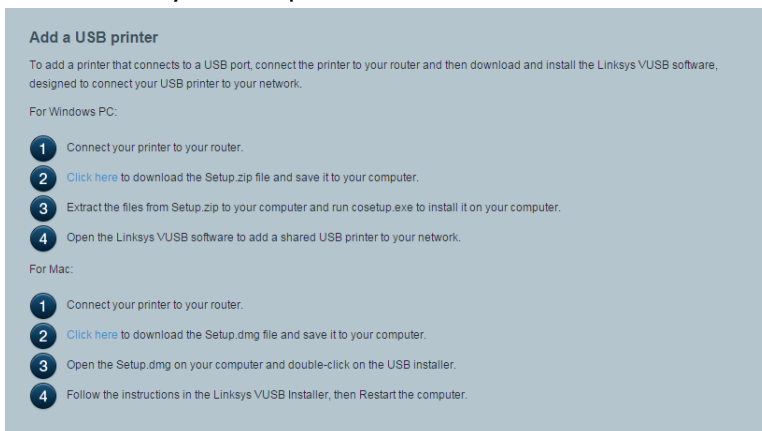 Add a USB printer
To add a printer that connects to a USB port, connect the printer to your router and then download and install the Linksys VUSB software,
designed to connect your USB printer to your network.
For Windows PC:
1 Connect your printer to your router.
2 Click here to download the Setup.zip file and save it to your computer.
3 Extract the files from Setup.zip to your computer and run cosetup.exe to install it on your computer.
4 Open the Linksys VUSB software to add a shared USB printer to your network.
For Mac:
1 Connect your printer to your router.
2 Click here to download the Setup.dmg file and save it to your computer.
3 Open the Setup.dmg on your computer and double-click on the USB installer.
4 Follow the instructions in the Linksys VUSB Installer, then Restart the computer.